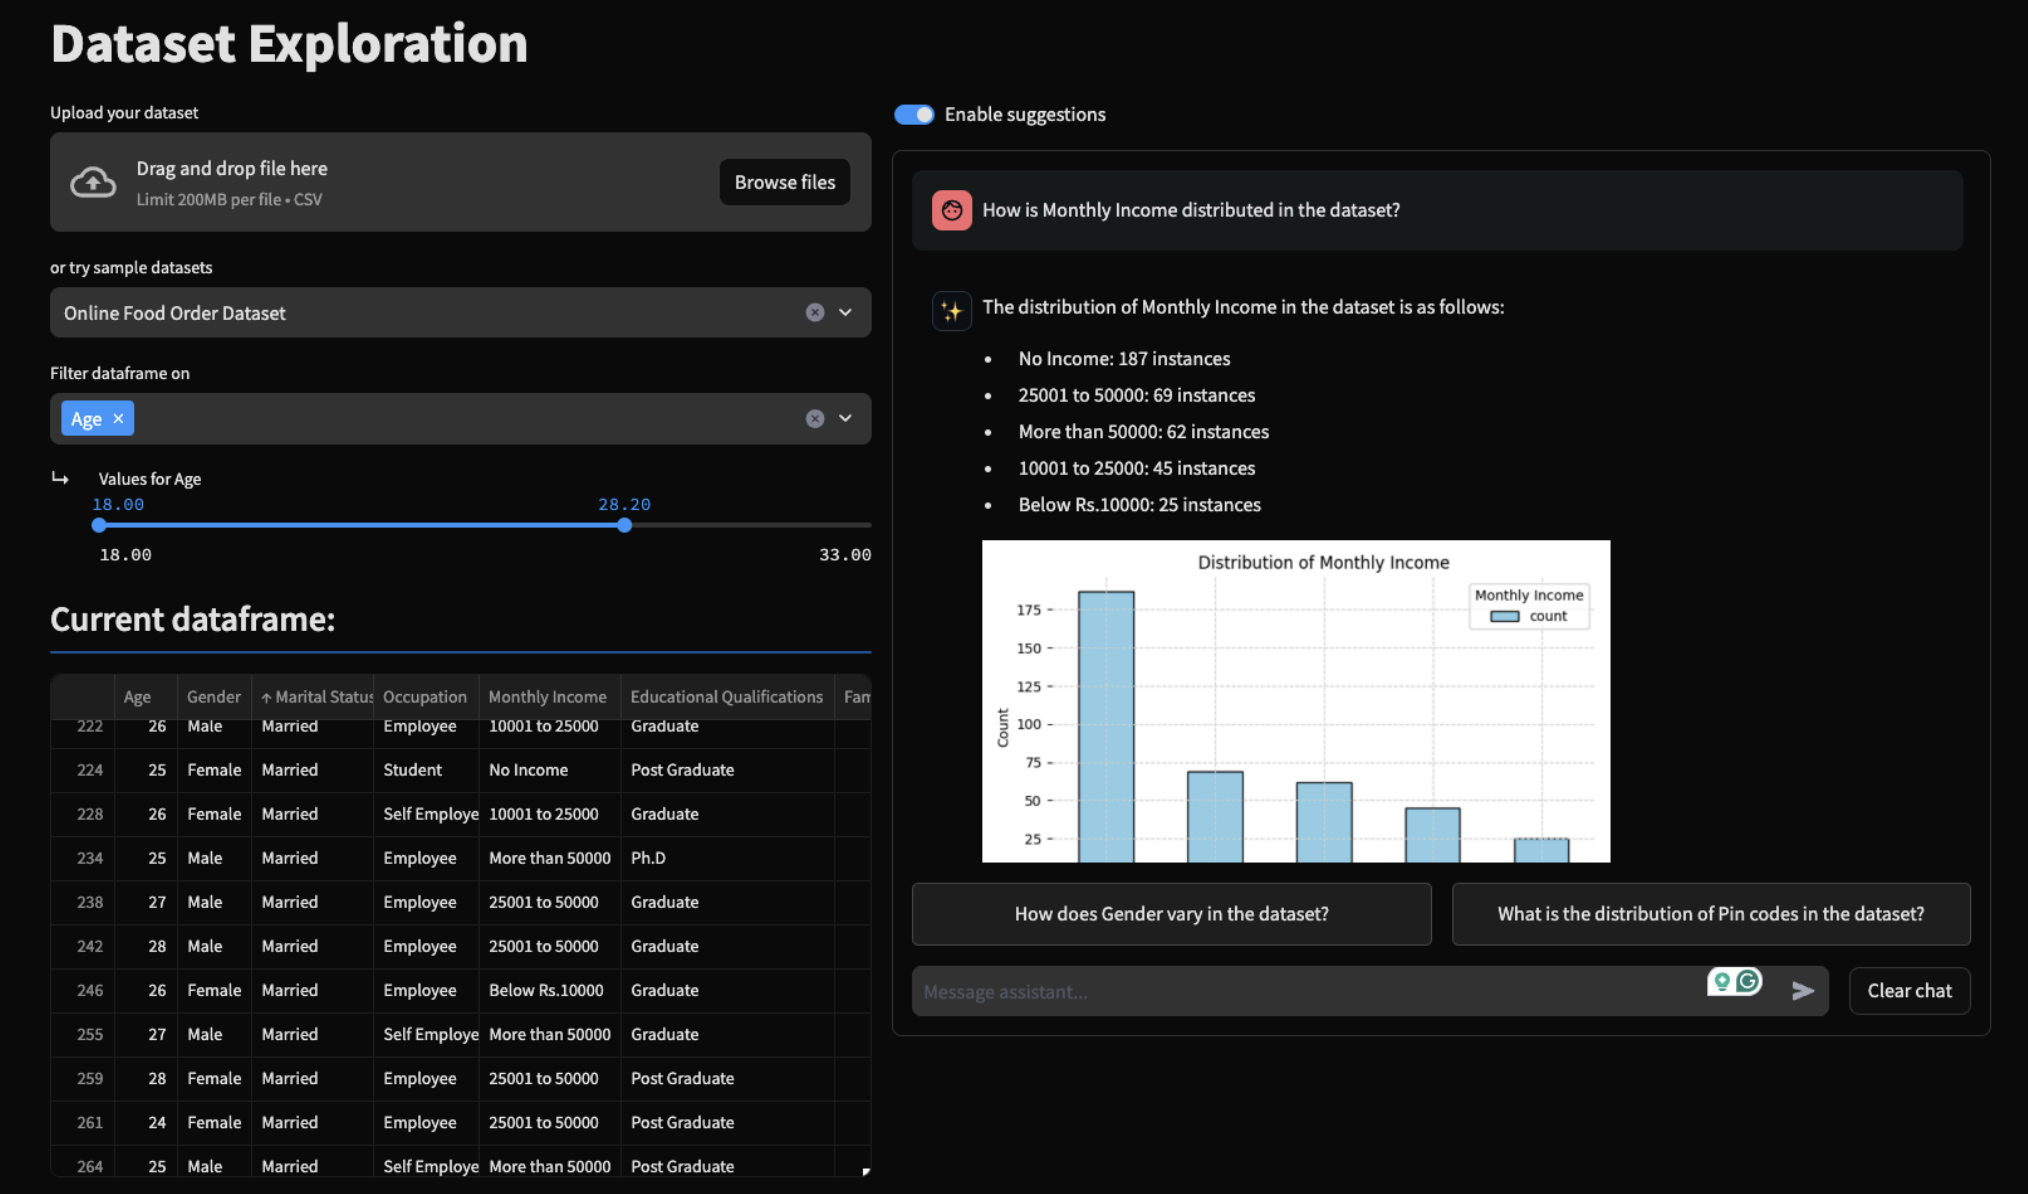 Dataset Exploration
Upload your dataset
Drag and drop file here
Limit 200MB per file • CSV
Browse files
or try sample datasets
Online Food Order Dataset
Filter dataframe on
Age ×
Values for Age
18.00 28.20
18.00 33.00
Current dataframe:
Age Gender ↑ Marital Status Occupation Monthly Income Educational Qualifications Fam
222 26 Male Married Employee 10001 to 25000 Graduate
224 25 Female Married Student No Income Post Graduate
228 26 Female Married Self Employe 10001 to 25000 Graduate
234 25 Male Married Employee More than 50000 Ph.D
238 27 Male Married Employee 25001 to 50000 Graduate
242 28 Male Married Employee 25001 to 50000 Graduate
246 26 Female Married Employee Below Rs.10000 Graduate
255 27 Male Married Self Employe More than 50000 Graduate
259 28 Female Married Employee 25001 to 50000 Post Graduate
261 24 Female Married Employee 25001 to 50000 Post Graduate
264 25 Male Married Self Employe More than 50000 Post Graduate
Enable suggestions
How is Monthly Income distributed in the dataset?
The distribution of Monthly Income in the dataset is as follows:
• No Income: 187 instances
• 25001 to 50000: 69 instances
• More than 50000: 62 instances
• 10001 to 25000: 45 instances
• Below Rs.10000: 25 instances
Distribution of Monthly Income
Monthly Income
count
175
150
125
100
75
50
25
Count
How does Gender vary in the dataset?
What is the distribution of Pin codes in the dataset?
Message assistant...
Clear chat